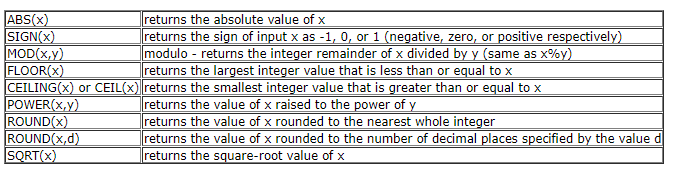 ABS(x) returns the absolute value of x
SIGN(x) returns the sign of input x as -1, 0, or 1 (negative, zero, or positive respectively)
MOD(x,y) modulo - returns the integer remainder of x divided by y (same as x%y)
FLOOR(x) returns the largest integer value that is less than or equal to x
CEILING(x) or CEIL(x) returns the smallest integer value that is greater than or equal to x
POWER(x,y) returns the value of x raised to the power of y
ROUND(x) returns the value of x rounded to the nearest whole integer
ROUND(x,d) returns the value of x rounded to the number of decimal places specified by the value d
SQRT(x) returns the square-root value of x